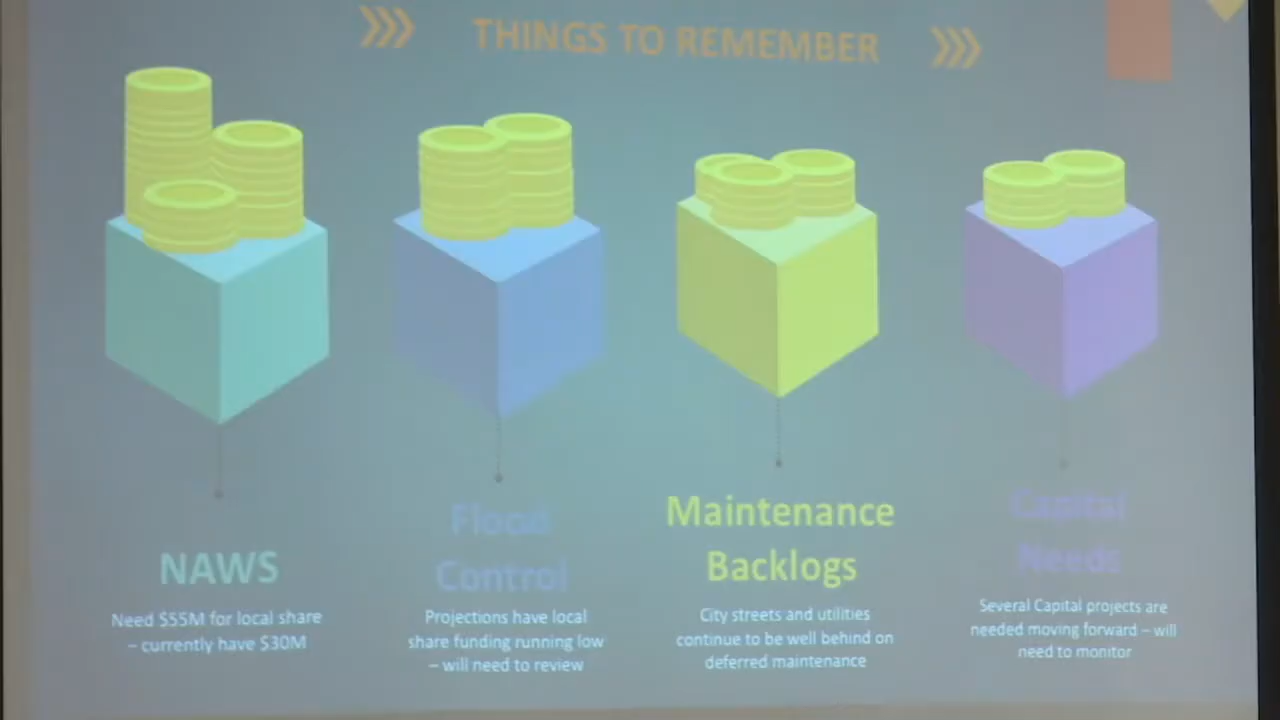 THINGS TO REMEMBER
NAWS
Need $55M for local share
– currently have $30M
Flood
Control
Projections have local
share funding running low
– will need to review
Maintenance
Backlogs
City streets and utilities
continue to be well behind on
deferred maintenance
Capital
Needs
Several Capital projects are
needed moving forward – will
need to monitor